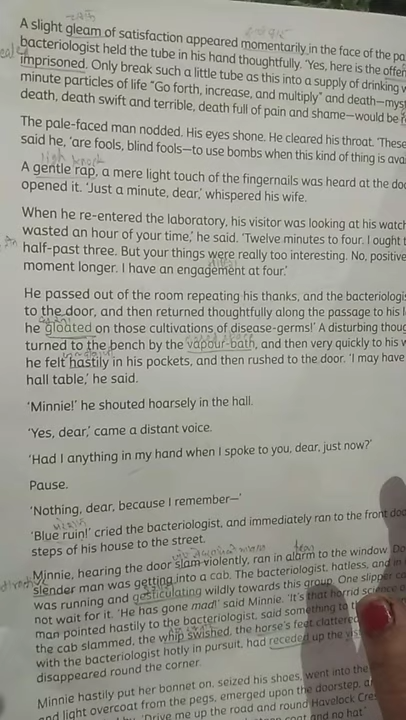 A slight gleam of satisfaction appeared momentarily in the face of the
bacteriologist held the tube in his hand thoughtfully. 'Yes, here is the
imprisoned. Only break such a little tube as this into a supply of drinking
minute particles of life "Go forth, increase, and multiply" and death—
death, death swift and terrible, death full of pain and shame—would be
The pale-faced man nodded. His eyes shone. He cleared his throat. 'These
said he, 'are fools, blind fools—to use bombs when this kind of thing is
A gentle rap, a mere light touch of the fingernails was heard at the
opened it. 'Just a minute, dear,' whispered his wife.
When he re-entered the laboratory, his visitor was looking at his watch
wasted an hour of your time,' he said. 'Twelve minutes to four. I ought
half-past three. But your things were really too interesting. No,
moment longer. I have an engagement at four.'
He passed out of the room repeating his thanks, and the
to the door, and then returned thoughtfully along the passage to his
he gloated on those cultivations of disease-germs!' A disturbing
turned to the bench by the vapour-bath, and then very quickly to his
he felt hastily in his pockets, and then rushed to the door. 'I may have
hall table,' he said.
'Minnie!' he shouted hoarsely in the hall.
'Yes, dear,' came a distant voice.
'Had I anything in my hand when I spoke to you, dear, just now?'
Pause.
'Nothing, dear, because I remember—'
'Blue ruin!' cried the bacteriologist, and immediately ran to the front
steps of his house to the street.
Minnie, hearing the door slam violently, ran in alarm to the window.
slender man was getting into a cab. The bacteriologist, hatless, and in
was running and gesticulating wildly towards this group. One slipper
not wait for it. 'He has gone mad!' said Minnie. 'It's that horrid science
man pointed hastily to the bacteriologist, said something to
the cab slammed, the whip swished, the horse's feet clattered
with the bacteriologist hotly in pursuit, had receded up the
disappeared round the corner.
Minnie hastily put her bonnet on, seized his shoes, went into the
and light overcoat from the pegs, emerged upon the doorstep,
'Drive me up the road and round Havelock
and no hat'